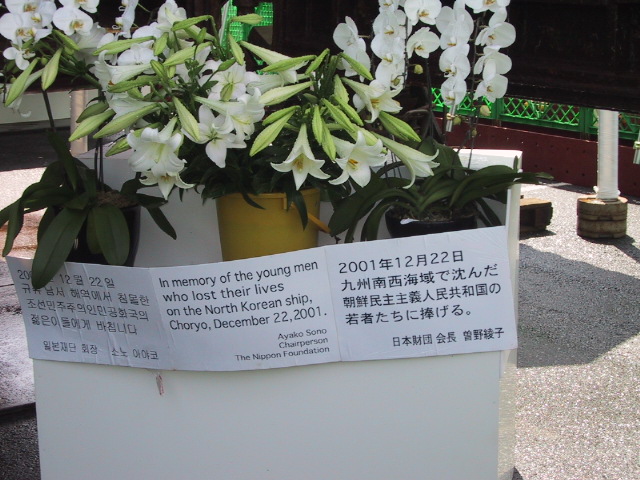 12월 22일
남서 해역에서 침몰한
조선민주주의인민공화국의
젊은이들에게 바칩니다
일본재단 회장 소노 아야코
In memory of the young men
who lost their lives
on the North Korean ship,
Choryo, December 22,2001.
Ayako Sono
Chairperson
The Nippon Foundation
2001年12月22日
九州南西海域で沈んだ
朝鮮民主主義人民共和国の
若者たちに捧げる。
日本財団 会長 曽野綾子